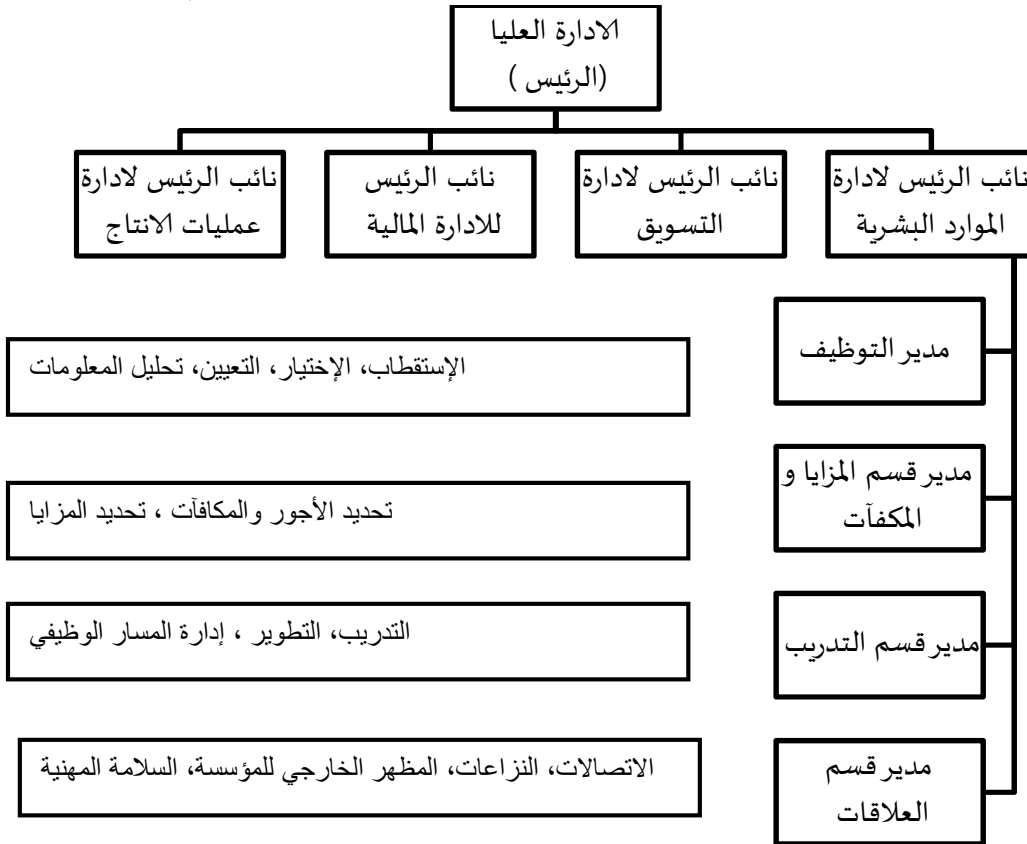 الادارة العليا
(الرئيس )
نائب الرئيس لادارة
الموارد البشرية
نائب الرئيس لادارة
التسويق
نائب الرئيس
للادارة المالية
نائب الرئيس لادارة
عمليات الانتاج
مدير التوظيف
الإستقطاب، الإختيار، التعيين، تحليل المعلومات
مدير قسم المزايا و
المكفآت
تحديد الأجور والمكافآت ، تحديد المزايا
مدير قسم التدريب
التدريب، التطوير ، إدارة المسار الوظيفي
مدير قسم
العلاقات
الاتصالات، النزاعات، المظهر الخارجي للمؤسسة، السلامة المهنية